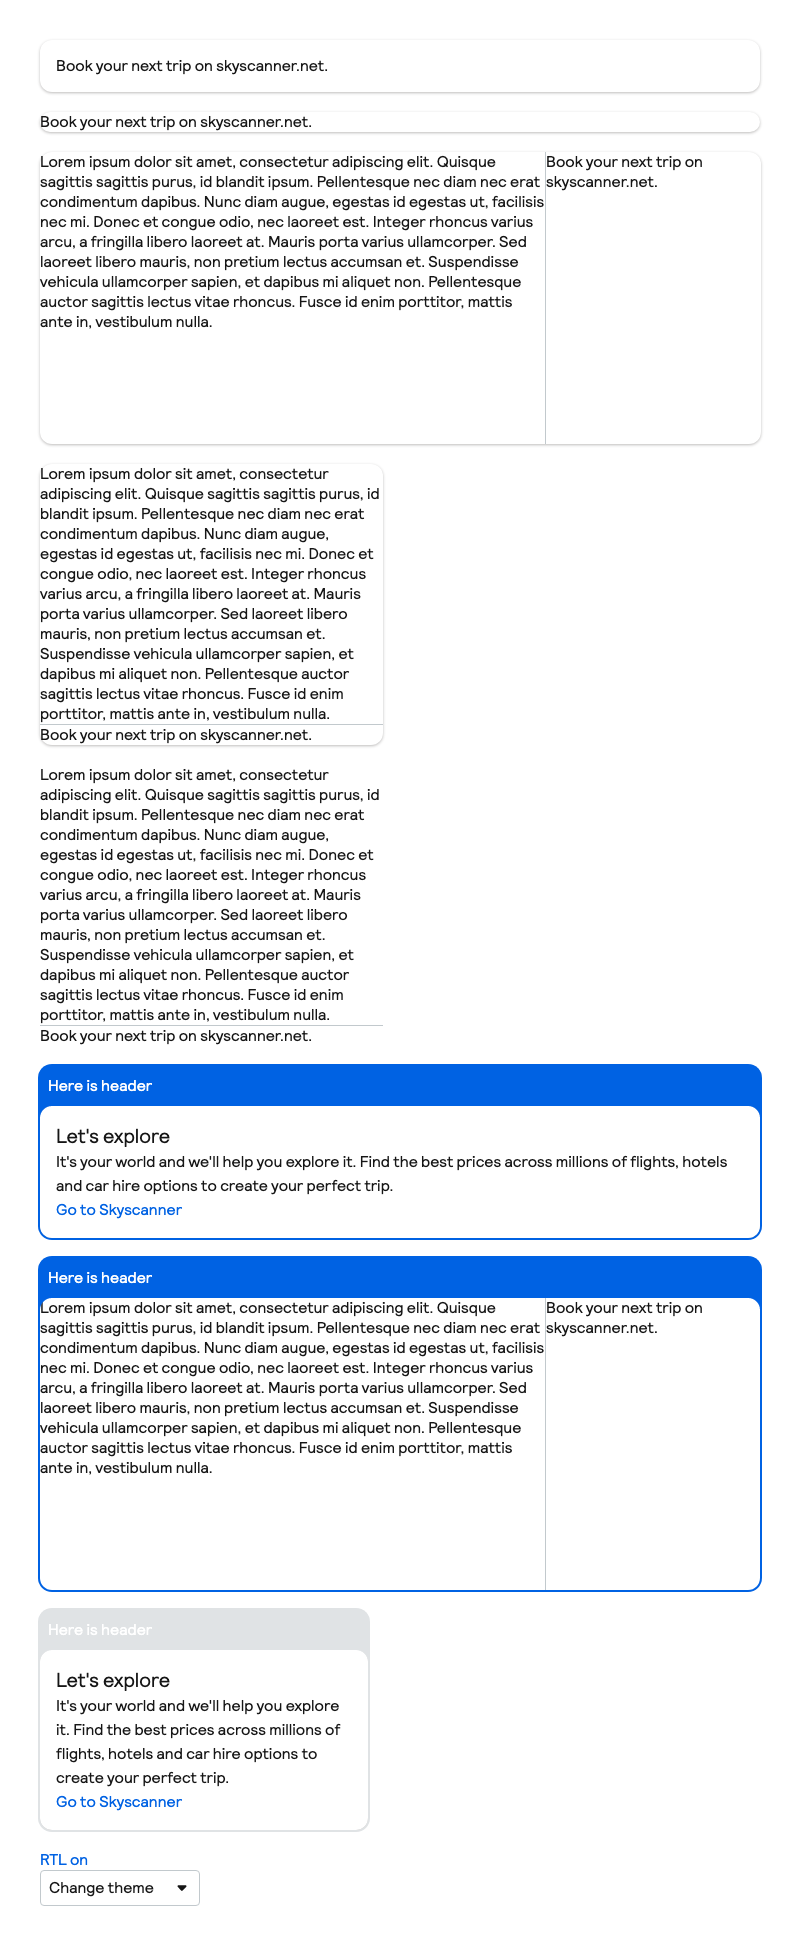 Book your next trip on skyscanner.net.
Book your next trip on skyscanner.net.
Lorem ipsum dolor sit amet, consectetur adipiscing elit. Quisque
sagittis sagittis purus, id blandit ipsum. Pellentesque nec diam nec erat
condimentum dapibus. Nunc diam augue, egestas id egestas ut, facilisis
nec mi. Donec et congue odio, nec laoreet est. Integer rhoncus varius
arcu, a fringilla libero laoreet at. Mauris porta varius ullamcorper. Sed
laoreet libero mauris, non pretium lectus accumsan et. Suspendisse
vehicula ullamcorper sapien, et dapibus mi aliquet non. Pellentesque
auctor sagittis lectus vitae rhoncus. Fusce id enim porttitor, mattis
ante in, vestibulum nulla.
Book your next trip on
skyscanner.net.
Lorem ipsum dolor sit amet, consectetur
adipiscing elit. Quisque sagittis sagittis purus, id
blandit ipsum. Pellentesque nec diam nec erat
condimentum dapibus. Nunc diam augue,
egestas id egestas ut, facilisis nec mi. Donec et
congue odio, nec laoreet est. Integer rhoncus
varius arcu, a fringilla libero laoreet at. Mauris
porta varius ullamcorper. Sed laoreet libero
mauris, non pretium lectus accumsan et.
Suspendisse vehicula ullamcorper sapien, et
dapibus mi aliquet non. Pellentesque auctor
sagittis lectus vitae rhoncus. Fusce id enim
porttitor, mattis ante in, vestibulum nulla.
Book your next trip on skyscanner.net.
Lorem ipsum dolor sit amet, consectetur
adipiscing elit. Quisque sagittis sagittis purus, id
blandit ipsum. Pellentesque nec diam nec erat
condimentum dapibus. Nunc diam augue,
egestas id egestas ut, facilisis nec mi. Donec et
congue odio, nec laoreet est. Integer rhoncus
varius arcu, a fringilla libero laoreet at. Mauris
porta varius ullamcorper. Sed laoreet libero
mauris, non pretium lectus accumsan et.
Suspendisse vehicula ullamcorper sapien, et
dapibus mi aliquet non. Pellentesque auctor
sagittis lectus vitae rhoncus. Fusce id enim
porttitor, mattis ante in, vestibulum nulla.
Book your next trip on skyscanner.net.
Here is header
Let's explore
It's your world and we'll help you explore it. Find the best prices across millions of flights, hotels
and car hire options to create your perfect trip.
Go to Skyscanner
Here is header
Lorem ipsum dolor sit amet, consectetur adipiscing elit. Quisque
sagittis sagittis purus, id blandit ipsum. Pellentesque nec diam nec erat
condimentum dapibus. Nunc diam augue, egestas id egestas ut, facilisis
nec mi. Donec et congue odio, nec laoreet est. Integer rhoncus varius
arcu, a fringilla libero laoreet at. Mauris porta varius ullamcorper. Sed
laoreet libero mauris, non pretium lectus accumsan et. Suspendisse
vehicula ullamcorper sapien, et dapibus mi aliquet non. Pellentesque
auctor sagittis lectus vitae rhoncus. Fusce id enim porttitor, mattis
ante in, vestibulum nulla.
Book your next trip on
skyscanner.net.
Here is header
Let's explore
It's your world and we'll help you explore
it. Find the best prices across millions of
flights, hotels and car hire options to
create your perfect trip.
Go to Skyscanner
RTL on
Change theme